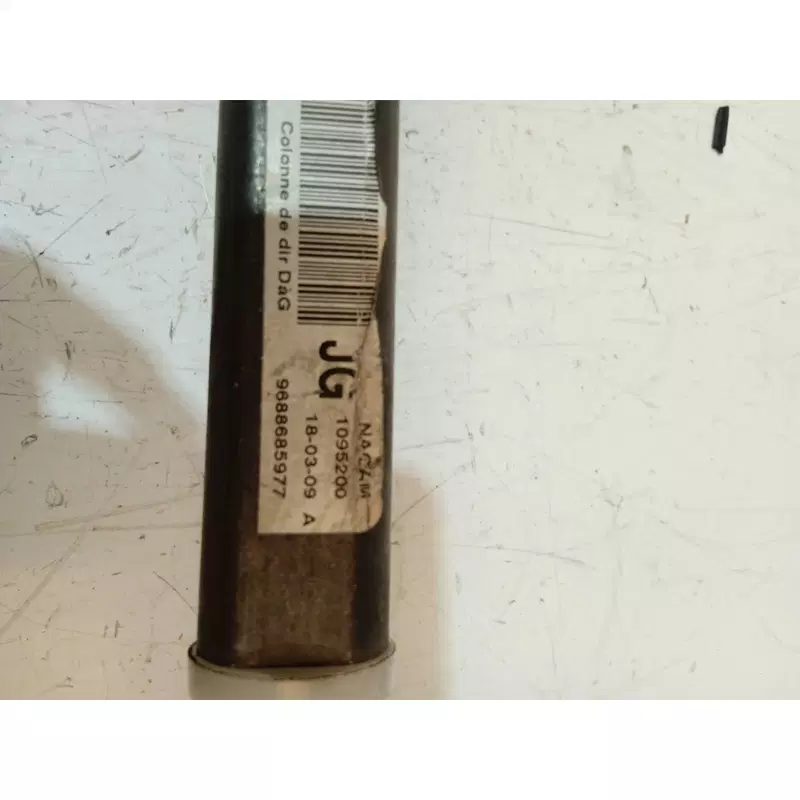 Colonne de dir DàG
JG
NACAM
1095200
18-03-09 A
9688685977